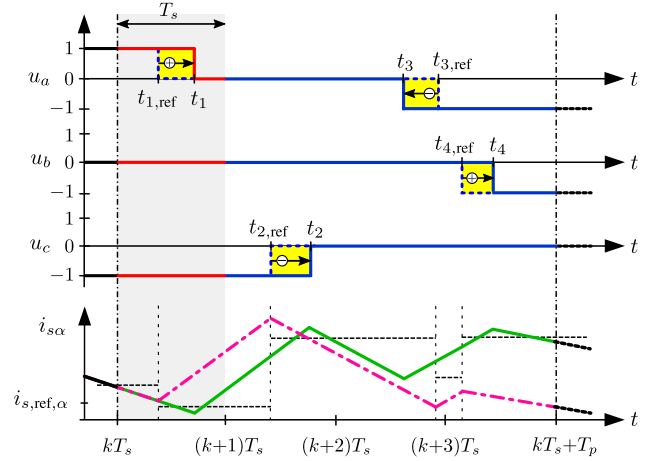 T_s
1
u_a 0 t
−1
t_{1,ref} t_1 t_3 t_{3,ref}
1
t_{4,ref} t_4
u_b 0 t
−1
1
t_{2,ref} t_2
u_c 0 t
−1
i_{sα}
i_{s,ref,α} t
kT_s (k+1)T_s (k+2)T_s (k+3)T_s kT_s+T_p